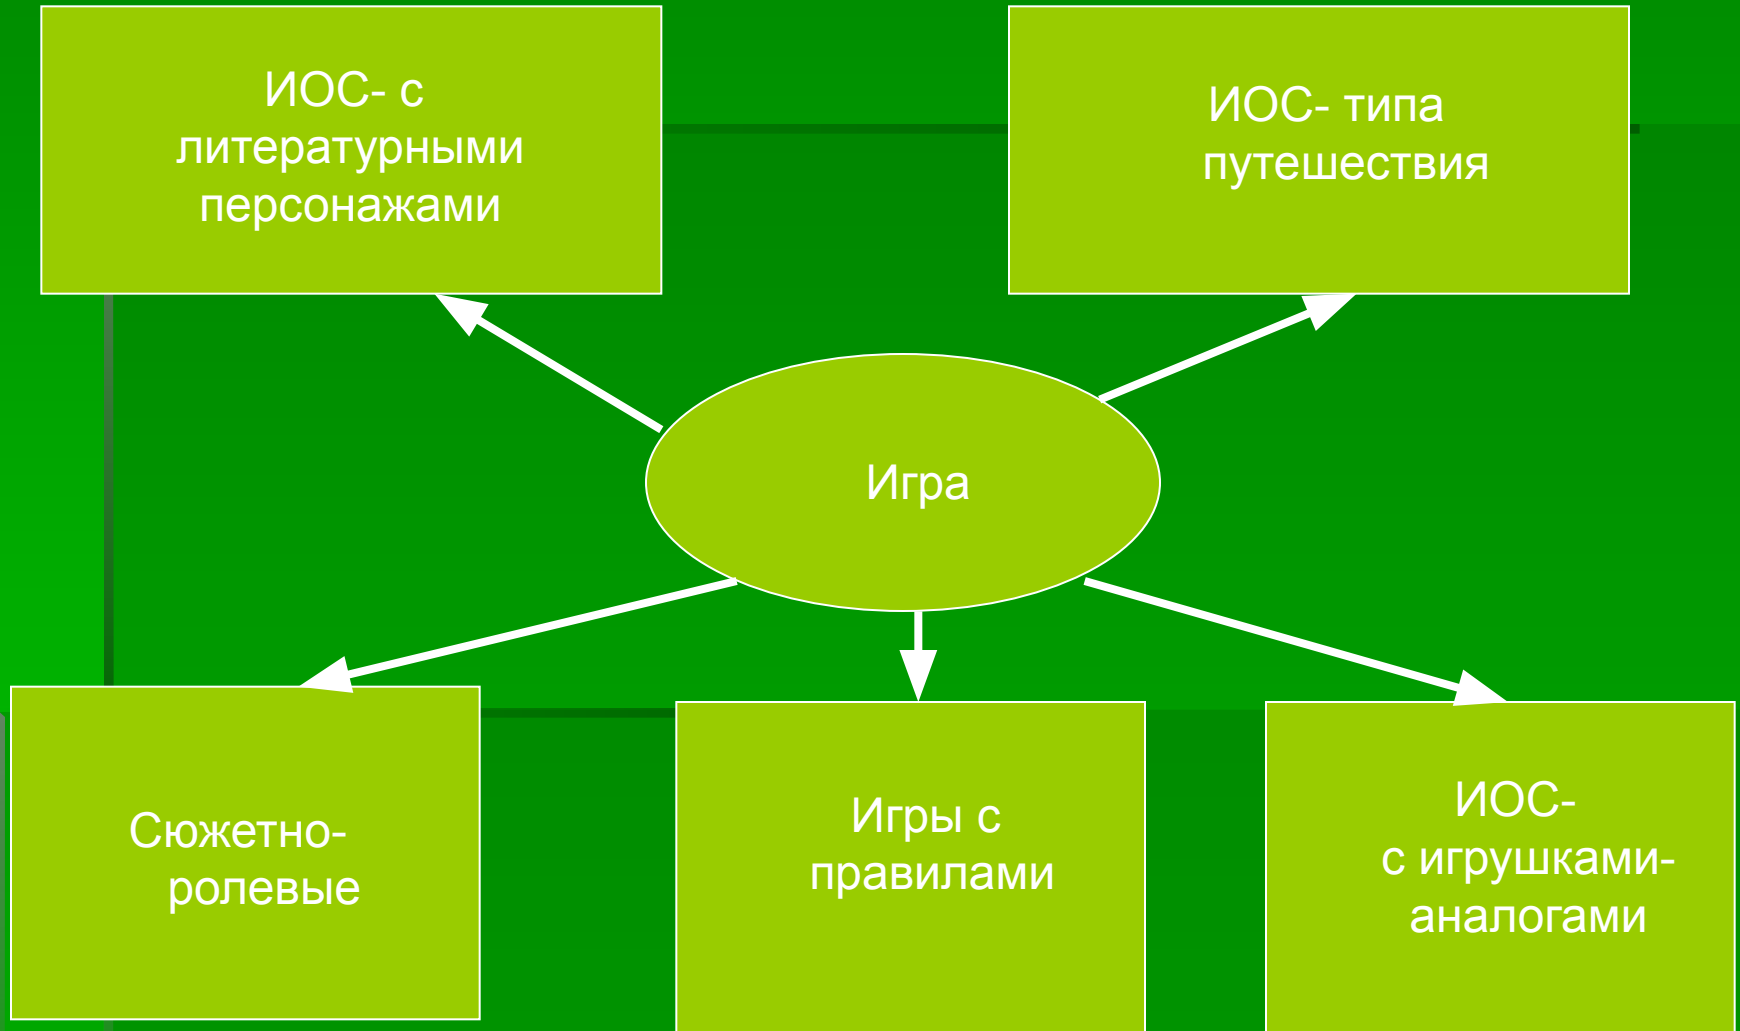 ИОС- с
литературными
персонажами
ИОС- типа
путешествия
Игра
Сюжетно-
ролевые
Игры с
правилами
ИОС-
с игрушками-
аналогами